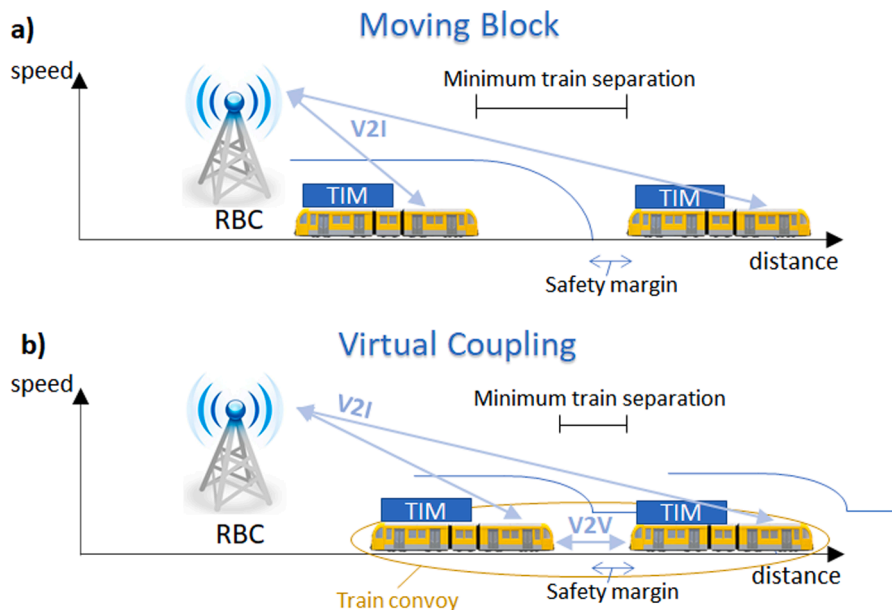 a)
Moving Block
speed
Minimum train separation
V2I
TIM
TIM
RBC
distance
Safety margin
b)
Virtual Coupling
speed
V2I
Minimum train separation
TIM
TIM
V2V
RBC
distance
Train convoy
Safety margin